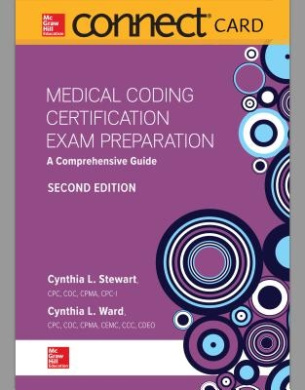 Mc
Graw
Hill
Education
connect® CARD
MEDICAL CODING
CERTIFICATION
EXAM PREPARATION
A Comprehensive Guide
SECOND EDITION
Cynthia L. Stewart,
CPC, COC, CPMA, CPC-I
Cynthia L. Ward,
CPC, COC, CPMA, CEMC, CCC, CDEO
Mc
Graw
Hill
Education